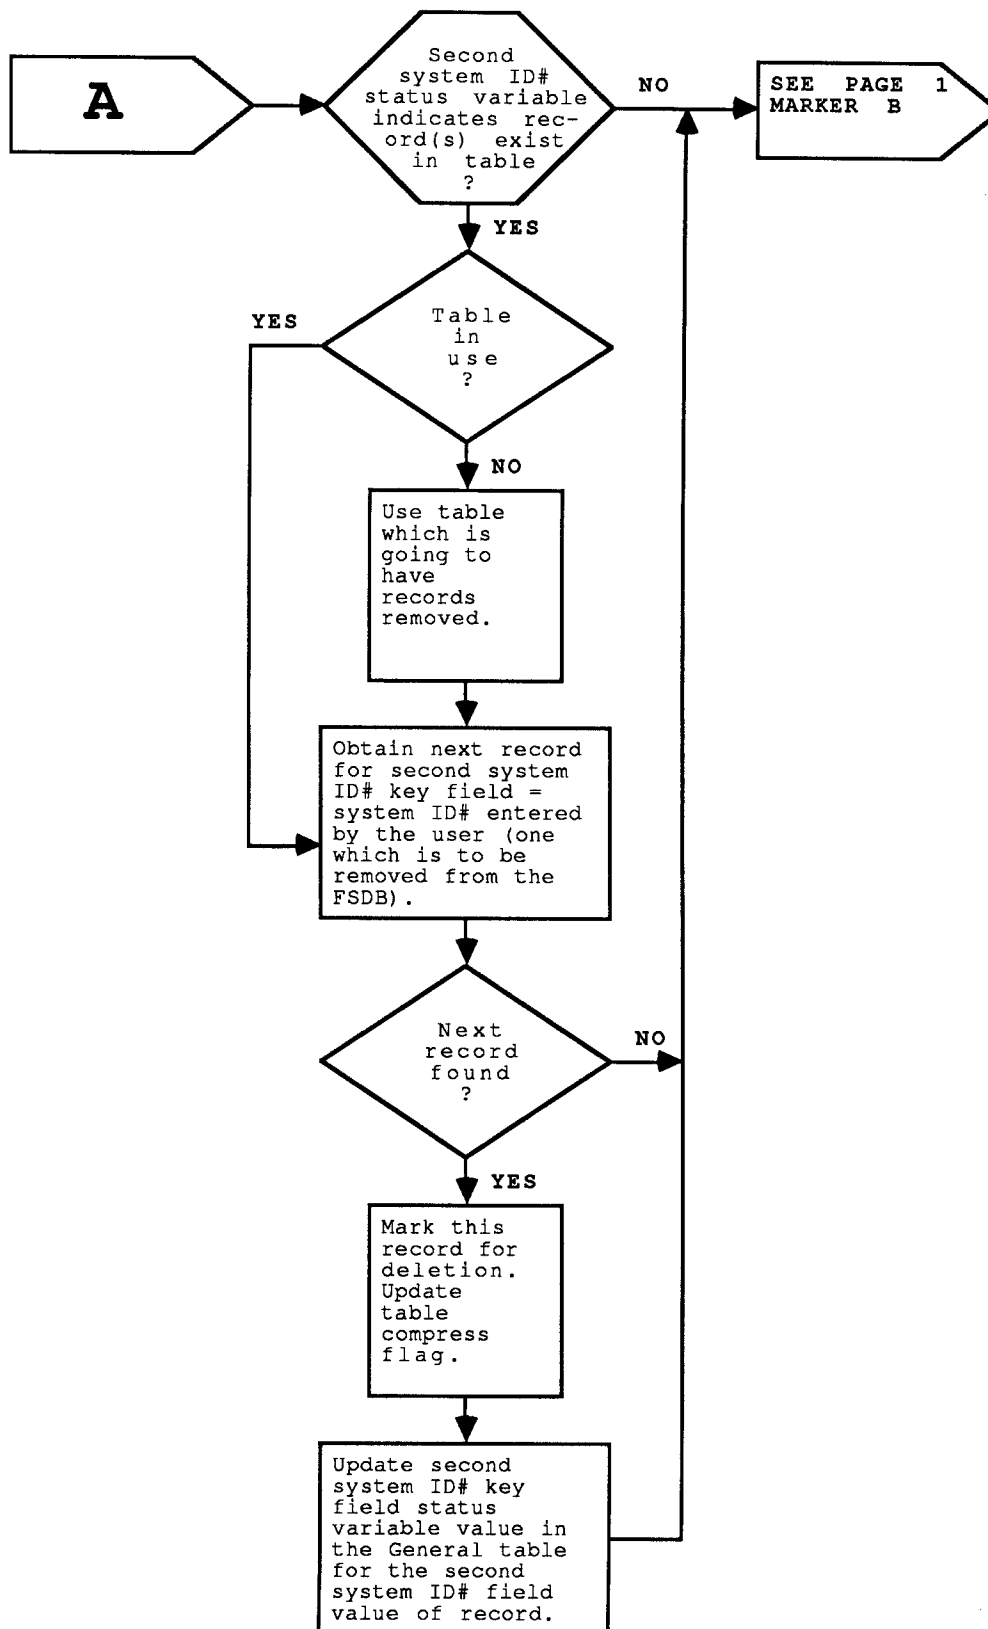 A
Second
system ID#
status variable
indicates rec-
ord(s) exist
in table
?
NO
SEE PAGE 1
MARKER B
YES
Table
in
use
?
YES
NO
Use table
which is
going to
have
records
removed.
Obtain next record
for second system
ID# key field =
system ID# entered
by the user (one
which is to be
removed from the
FSDB).
Next
record
found
?
NO
YES
Mark this
record for
deletion.
Update
table
compress
flag.
Update second
system ID# key
field status
variable value in
the General table
for the second
system ID# field
value of record.